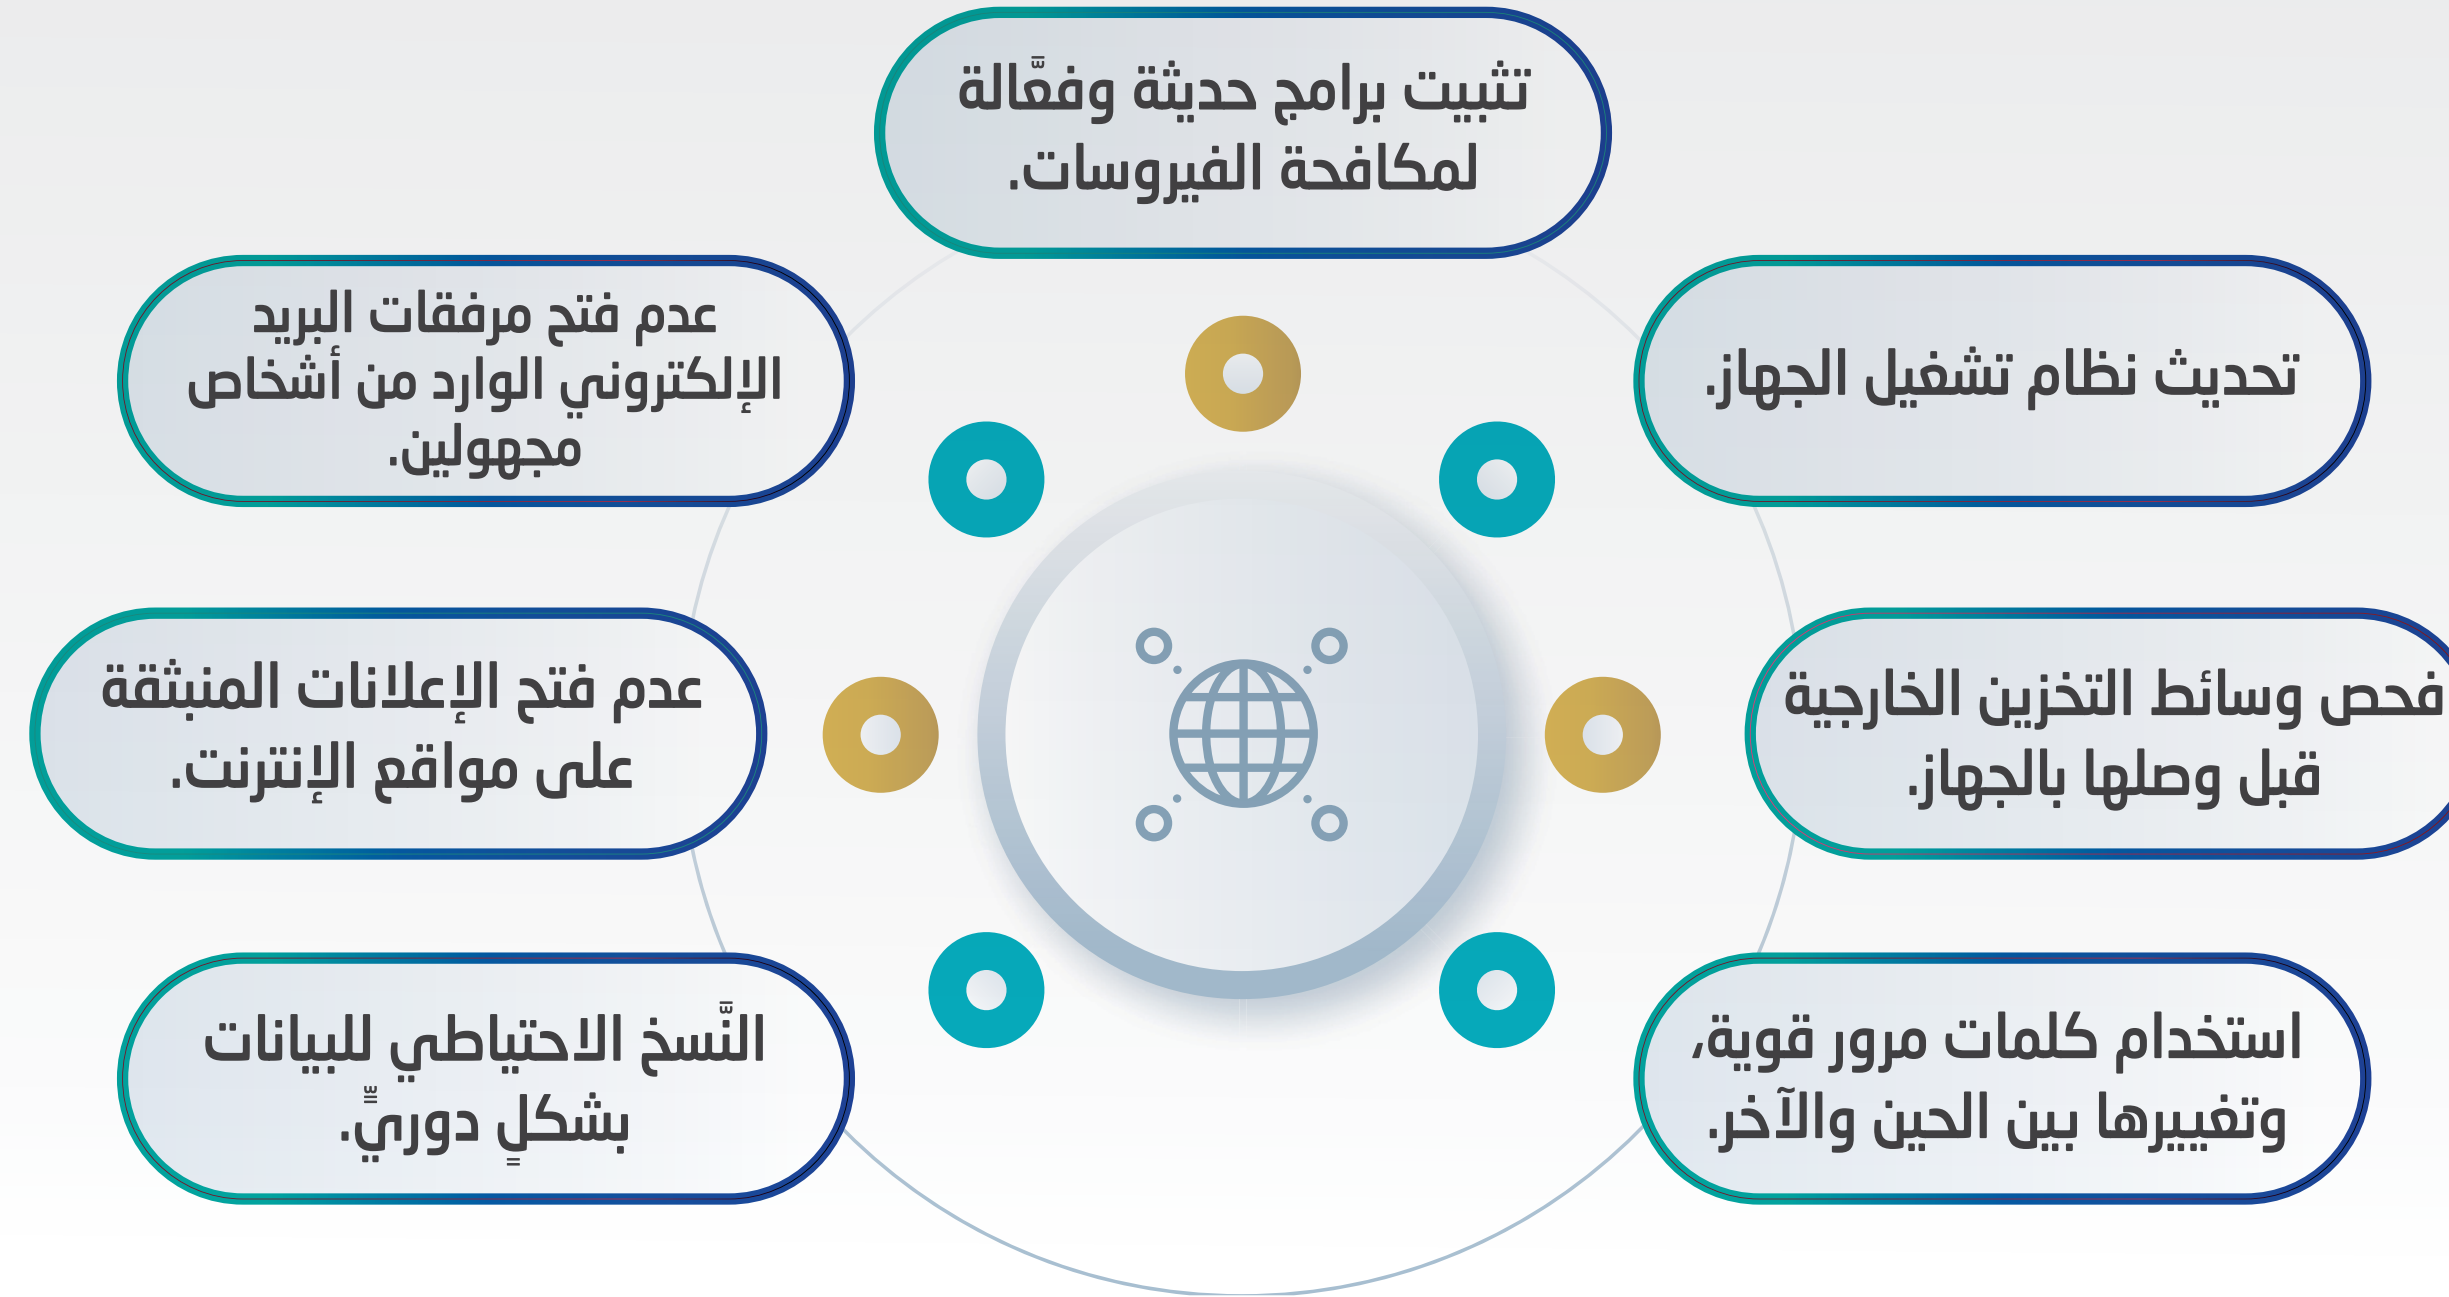 تثبيت برامج حديثة وفعَّالة
لمكافحة الفيروسات.
تحديث نظام تشغيل الجهاز.
فحص وسائط التخزين الخارجية
قبل وصلها بالجهاز.
استخدام كلمات مرور قوية،
وتغييرها بين الحين والآخر.
عدم فتح مرفقات البريد
الإلكتروني الوارد من أشخاص
مجهولين.
عدم فتح الإعلانات المنبثقة
على مواقع الإنترنت.
النَّسخ الاحتياطي للبيانات
بشكلٍ دوريٍّ.